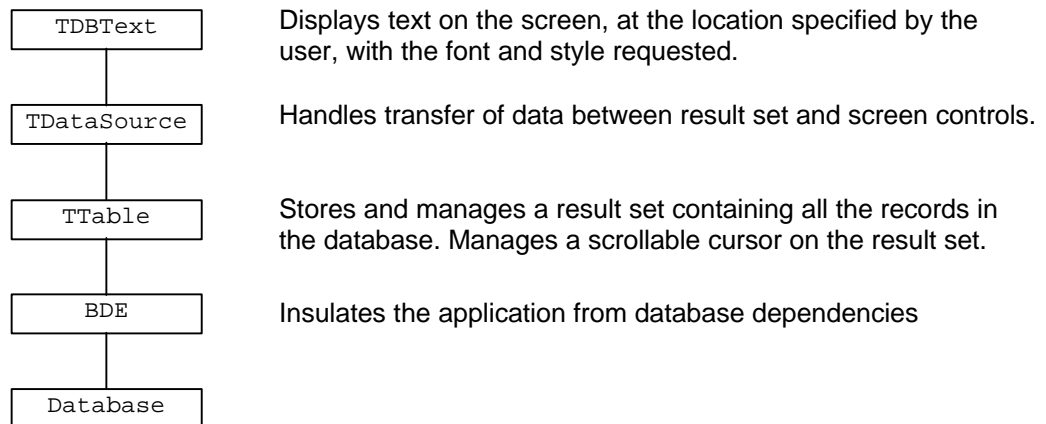 TDBText
Displays text on the screen, at the location specified by the
user, with the font and style requested.
TDataSource
Handles transfer of data between result set and screen controls.
TTable
Stores and manages a result set containing all the records in
the database. Manages a scrollable cursor on the result set.
BDE
Insulates the application from database dependencies
Database